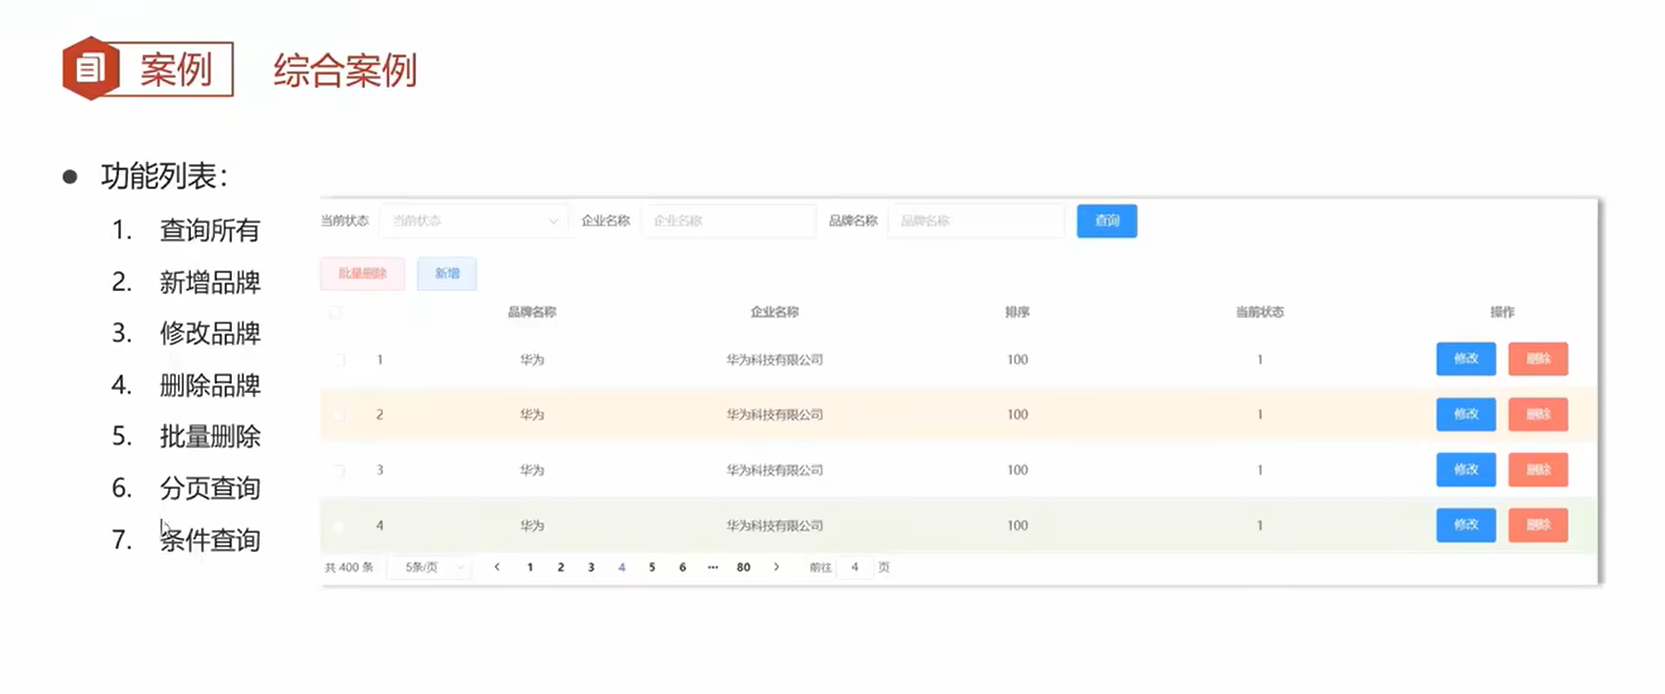 案例 综合案例
功能列表：
1. 查询所有
2. 新增品牌
3. 修改品牌
4. 删除品牌
5. 批量删除
6. 分页查询
7. 条件查询
当前状态 当前状态 企业名称 企业名称 品牌名称 品牌名称 查询
批量删除 新增
品牌名称 企业名称 排序 当前状态 操作
1 华为 华为科技有限公司 100 1 修改 删除
2 华为 华为科技有限公司 100 1 修改 删除
3 华为 华为科技有限公司 100 1 修改 删除
4 华为 华为科技有限公司 100 1 修改 删除
共 400 条 5条/页 < 1 2 3 4 5 6 ··· 80 > 前往 4 页